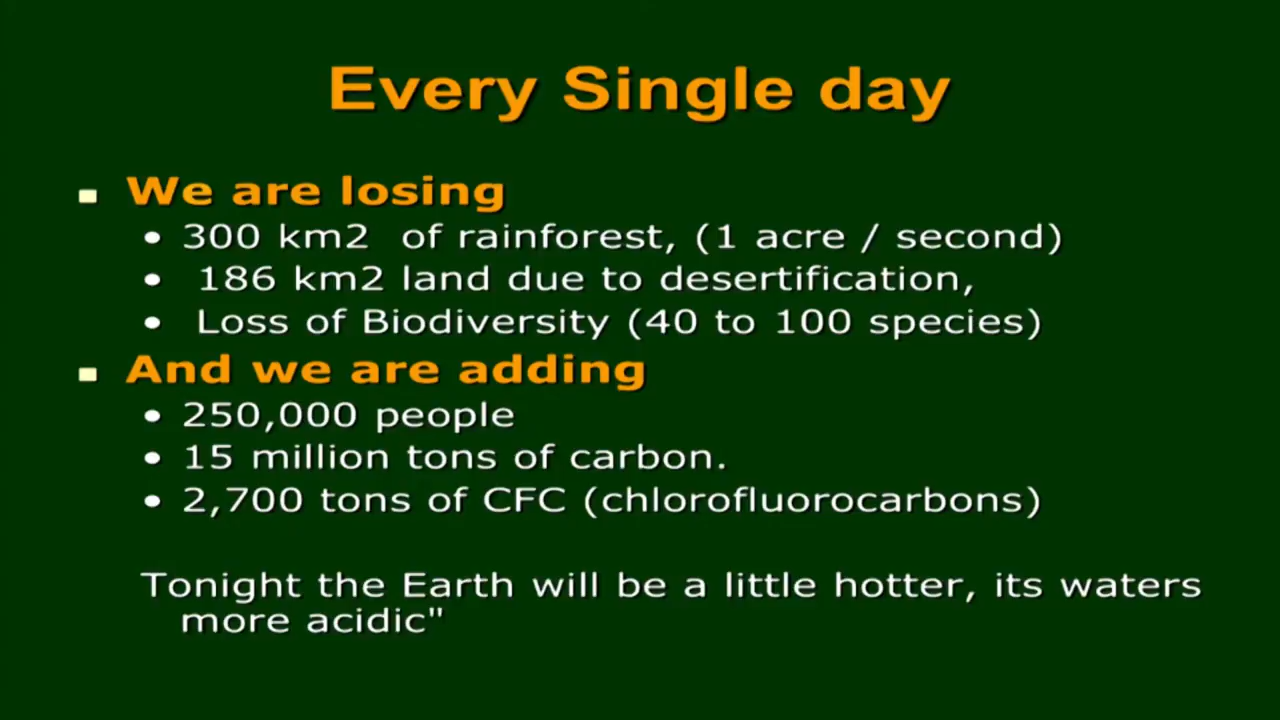 Every Single day
We are losing
• 300 km2 of rainforest, (1 acre / second)
• 186 km2 land due to desertification,
• Loss of Biodiversity (40 to 100 species)
And we are adding
• 250,000 people
• 15 million tons of carbon.
• 2,700 tons of CFC (chlorofluorocarbons)
Tonight the Earth will be a little hotter, its waters
more acidic"